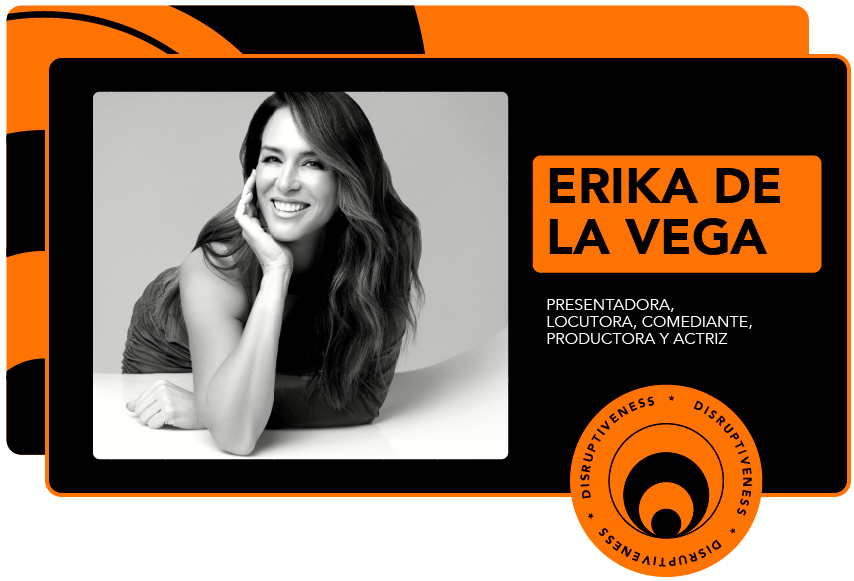 ERIKA DE
LA VEGA
PRESENTADORA,
LOCUTORA, COMEDIANTE,
PRODUCTORA Y ACTRIZ
DISRUPTIVENESS * DISRUPTIVENESS * DISRUPTIVENESS *